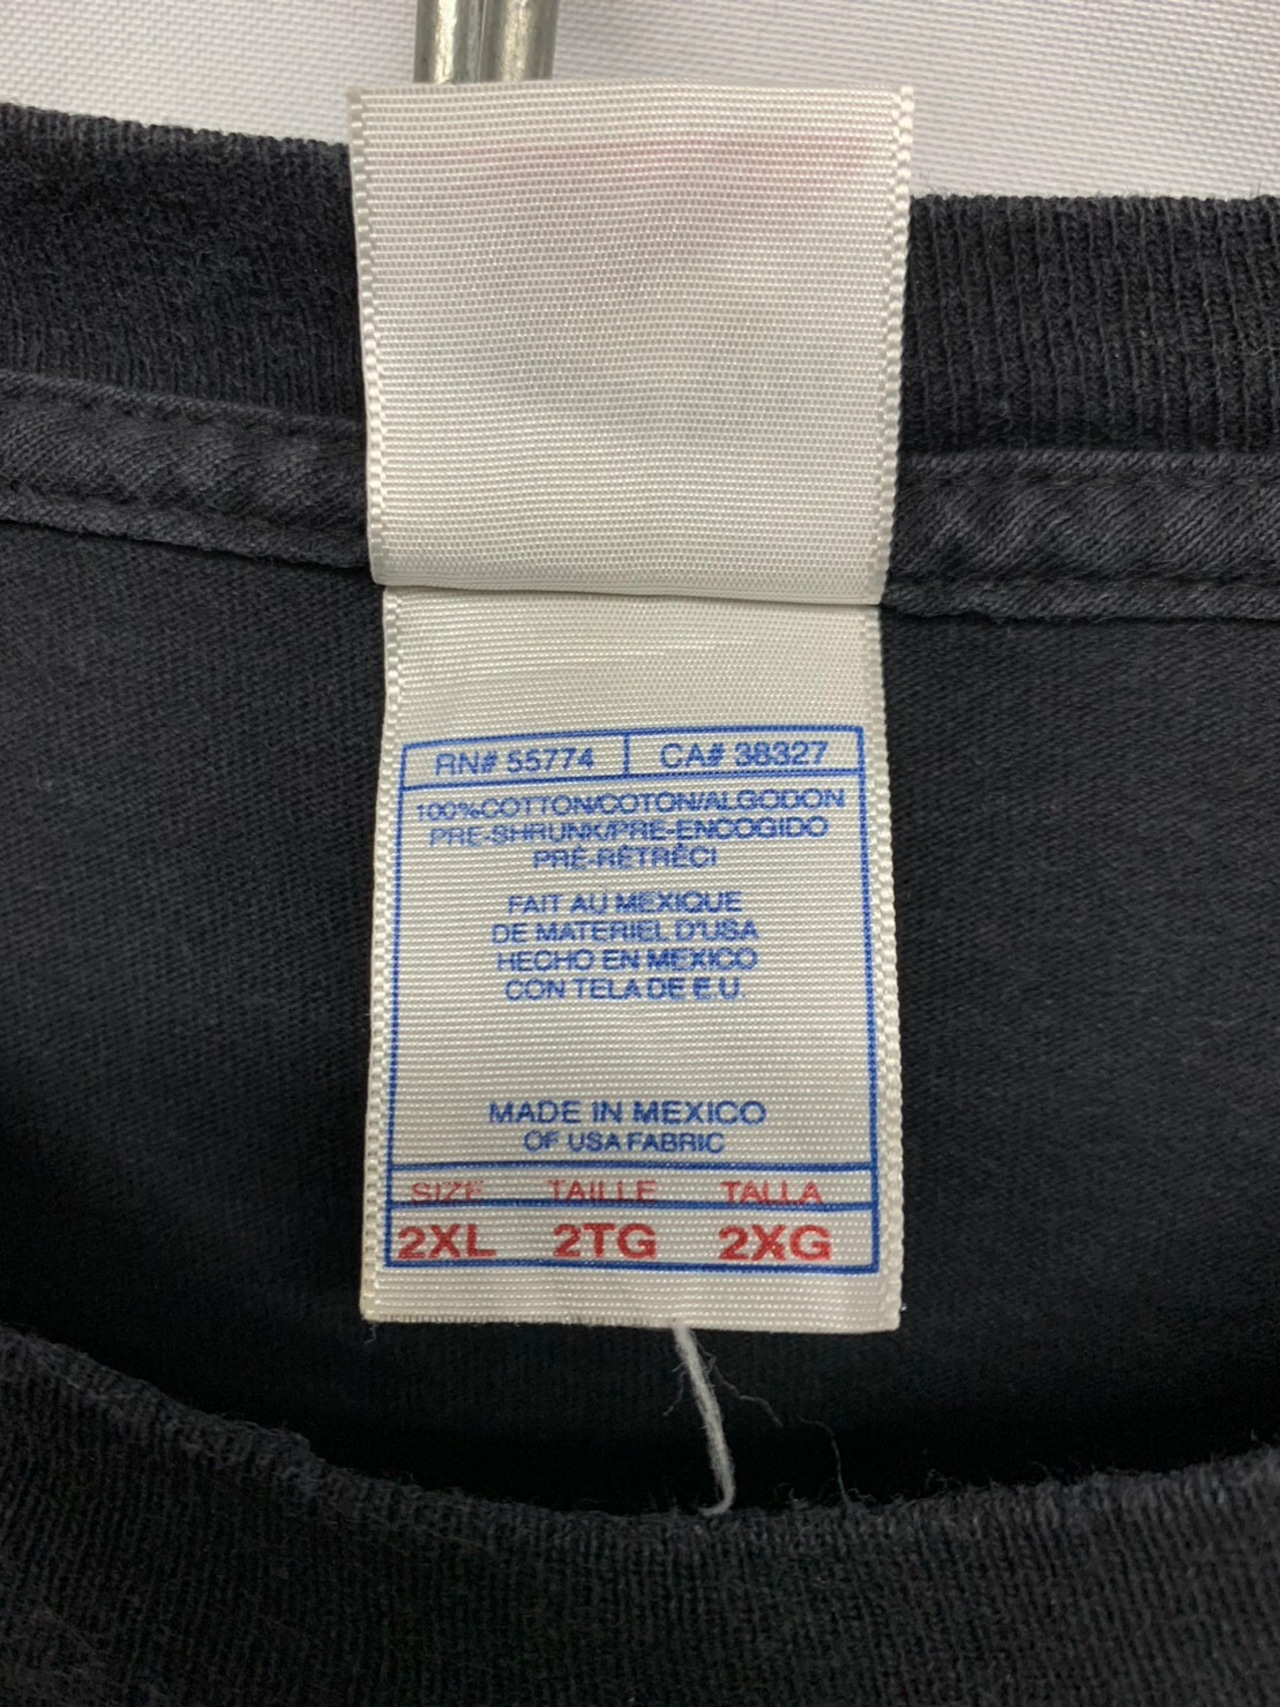 RN# 55774 CA# 38327
100%COTTON/COTON/ALGODON
PRE-SHRUNK/PRE-ENCOGIDO
PRÉ-RÉTRÉCI
FAIT AU MEXIQUE
DE MATERIEL D'USA
HECHO EN MEXICO
CON TELA DE E.U.
MADE IN MEXICO
OF USA FABRIC
SIZE TAILLE TALLA
2XL 2TG 2XG